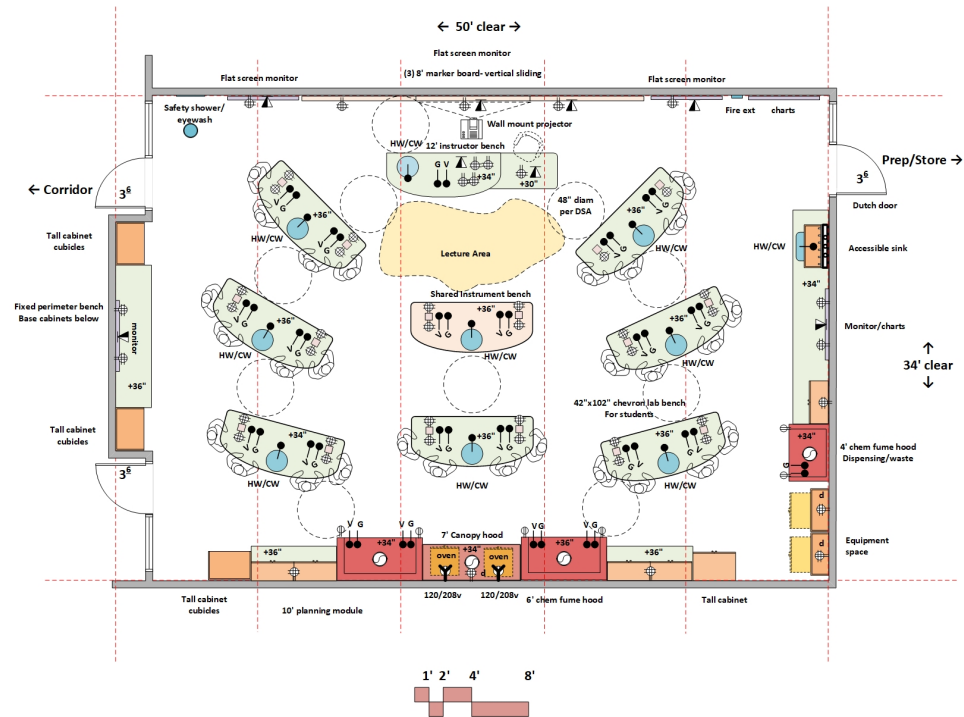 ← 50' clear →
Flat screen monitor
(3) 8' marker board- vertical sliding
Flat screen monitor
Flat screen monitor
Safety shower/
eyewash
Fire ext
charts
Wall mount projector
HW/CW
12' instructor bench
G V
+34"
+30"
← Corridor
3⁶
Prep/Store →
3⁶
Dutch door
48" diam
per DSA
+36"
V
G
V
G
HW/CW
+36"
V
G
V
G
HW/CW
Lecture Area
Tall cabinet
cubicles
HW/CW
Accessible sink
+34"
Shared Instrument bench
+36"
V G
V G
HW/CW
Fixed perimeter bench
Base cabinets below
monitor
+36"
+36"
V
G
V
G
HW/CW
+36"
V
G
V
G
HW/CW
Monitor/charts
↑
34' clear
↓
42"x102" chevron lab bench
For students
Tall cabinet
cubicles
+34"
V
G
V
G
HW/CW
+36"
V G
V G
HW/CW
+36"
V
G
V
G
HW/CW
+34"
V
G
4' chem fume hood
Dispensing/waste
3⁶
P
P
Equipment
space
V G
V G
+34"
7' Canopy hood
+34"
oven
oven
P
V G
V G
+36"
+36"
+36"
120/208v
120/208v
6' chem fume hood
Tall cabinet
cubicles
10' planning module
Tall cabinet
1' 2' 4' 8'